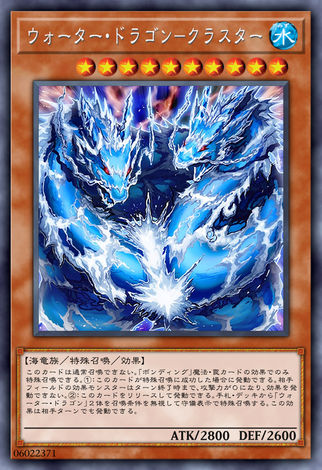 ウォーター・ドラゴン-クラスター
水
【海竜族/特殊召喚/効果】
このカードは通常召喚できない。「ボンディング」魔法・罠カードの効果でのみ
特殊召喚できる。①:このカードが特殊召喚に成功した場合に発動できる。相手
フィールドの効果モンスターはターン終了時まで、攻撃力が0になり、効果を発
動できない。②:このカードをリリースして発動できる。手札・デッキから「ウォ
ーター・ドラゴン」2体を召喚条件を無視して守備表示で特殊召喚する。この効
果は相手ターンでも発動できる。
ATK/2800 DEF/2600
06022371